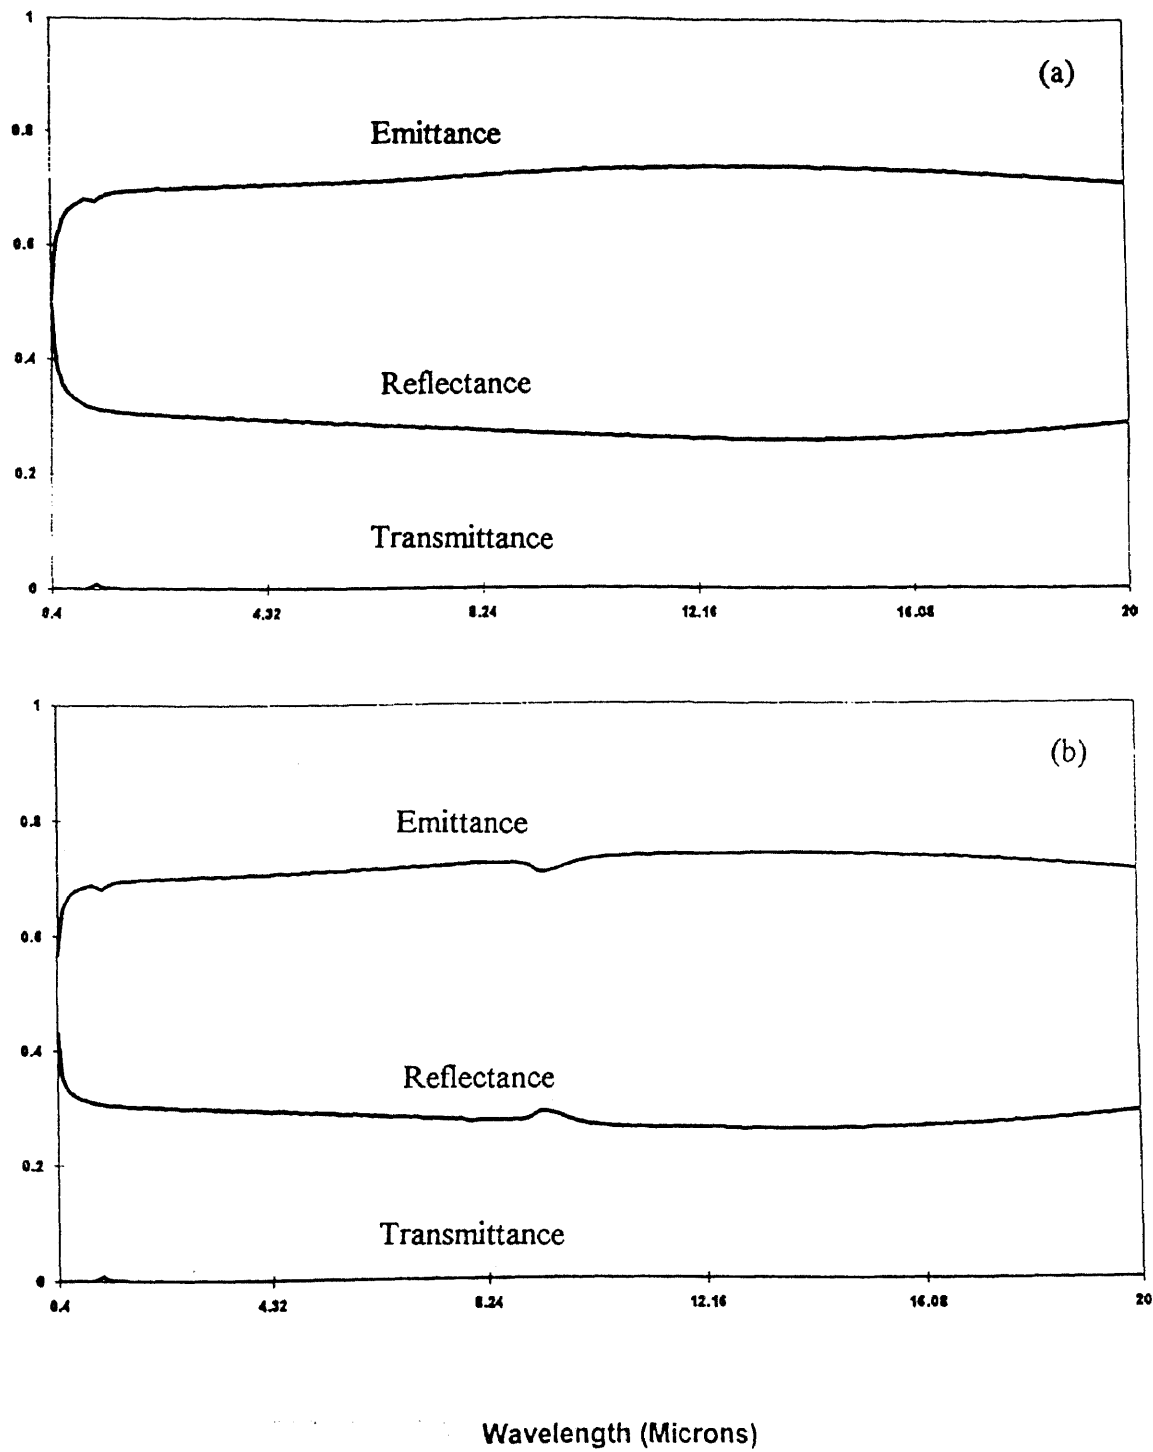 1
(a)
0.8
Emittance
0.6
0.4
Reflectance
0.2
Transmittance
0
0.4 4.32 8.24 12.16 16.08 20
1
(b)
0.8
Emittance
0.6
0.4
Reflectance
0.2
Transmittance
0
0.4 4.32 8.24 12.16 16.08 20
Wavelength (Microns)